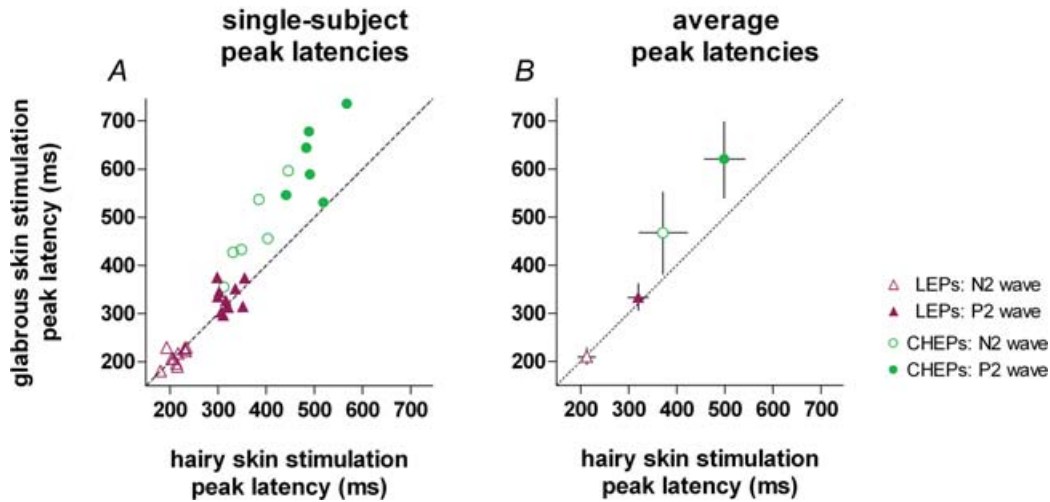 single-subject
peak latencies
average
peak latencies
A
B
glabrous skin stimulation
peak latency (ms)
700
600
500
400
300
200
200 300 400 500 600 700
hairy skin stimulation
peak latency (ms)
700
600
500
400
300
200
200 300 400 500 600 700
hairy skin stimulation
peak latency (ms)
LEPs: N2 wave
LEPs: P2 wave
CHEPs: N2 wave
CHEPs: P2 wave